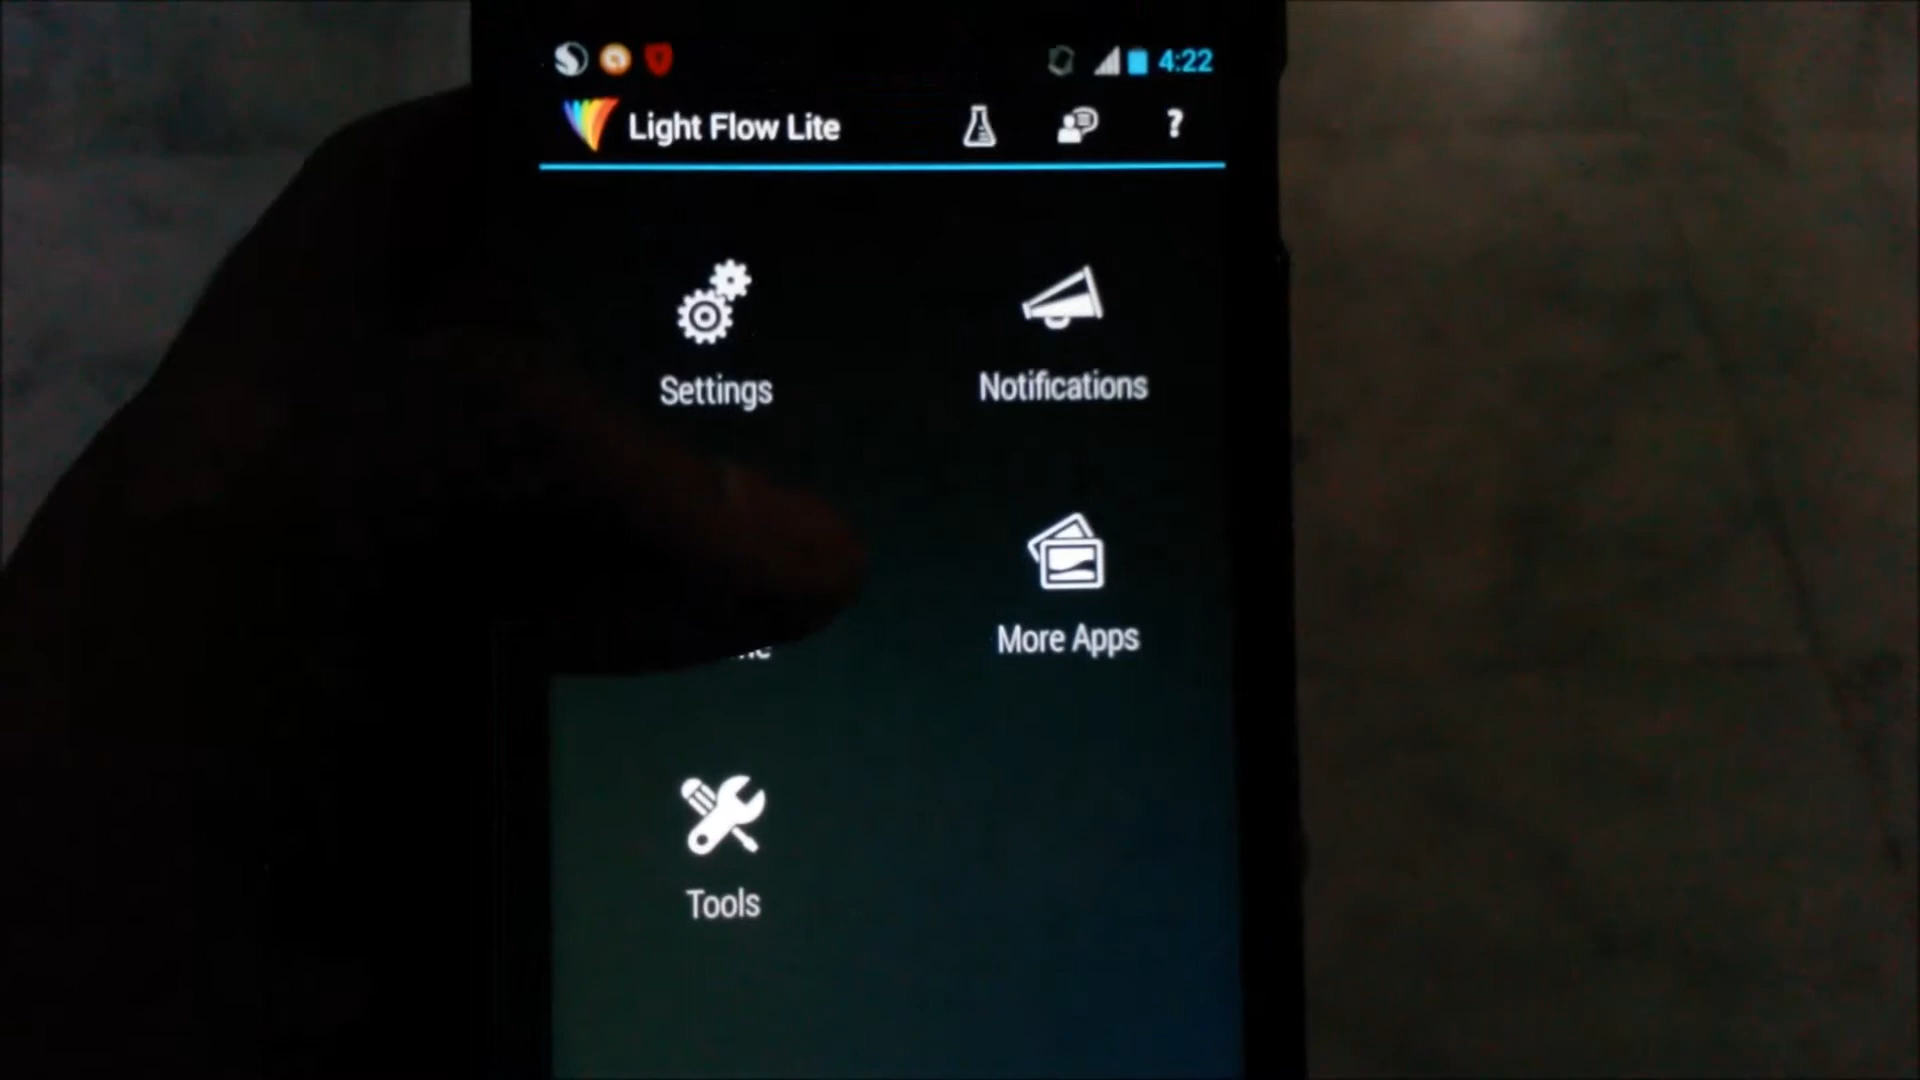 4:22
Light Flow Lite
?
Settings
Notifications
More Apps
Tools